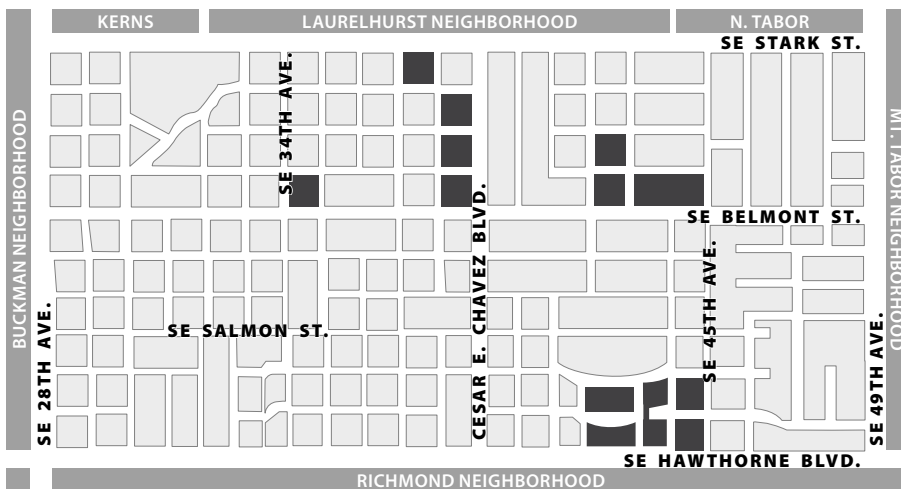 KERNS
LAURELHURST NEIGHBORHOOD
N. TABOR
SE STARK ST.
BUCKMAN NEIGHBORHOOD
SE 34TH AVE.
MT. TABOR NEIGHBORHOOD
SE BELMONT ST.
CESAR E. CHAVEZ BLVD.
SE 45TH AVE.
SE 28TH AVE.
SE SALMON ST.
SE 49TH AVE.
SE HAWTHORNE BLVD.
RICHMOND NEIGHBORHOOD